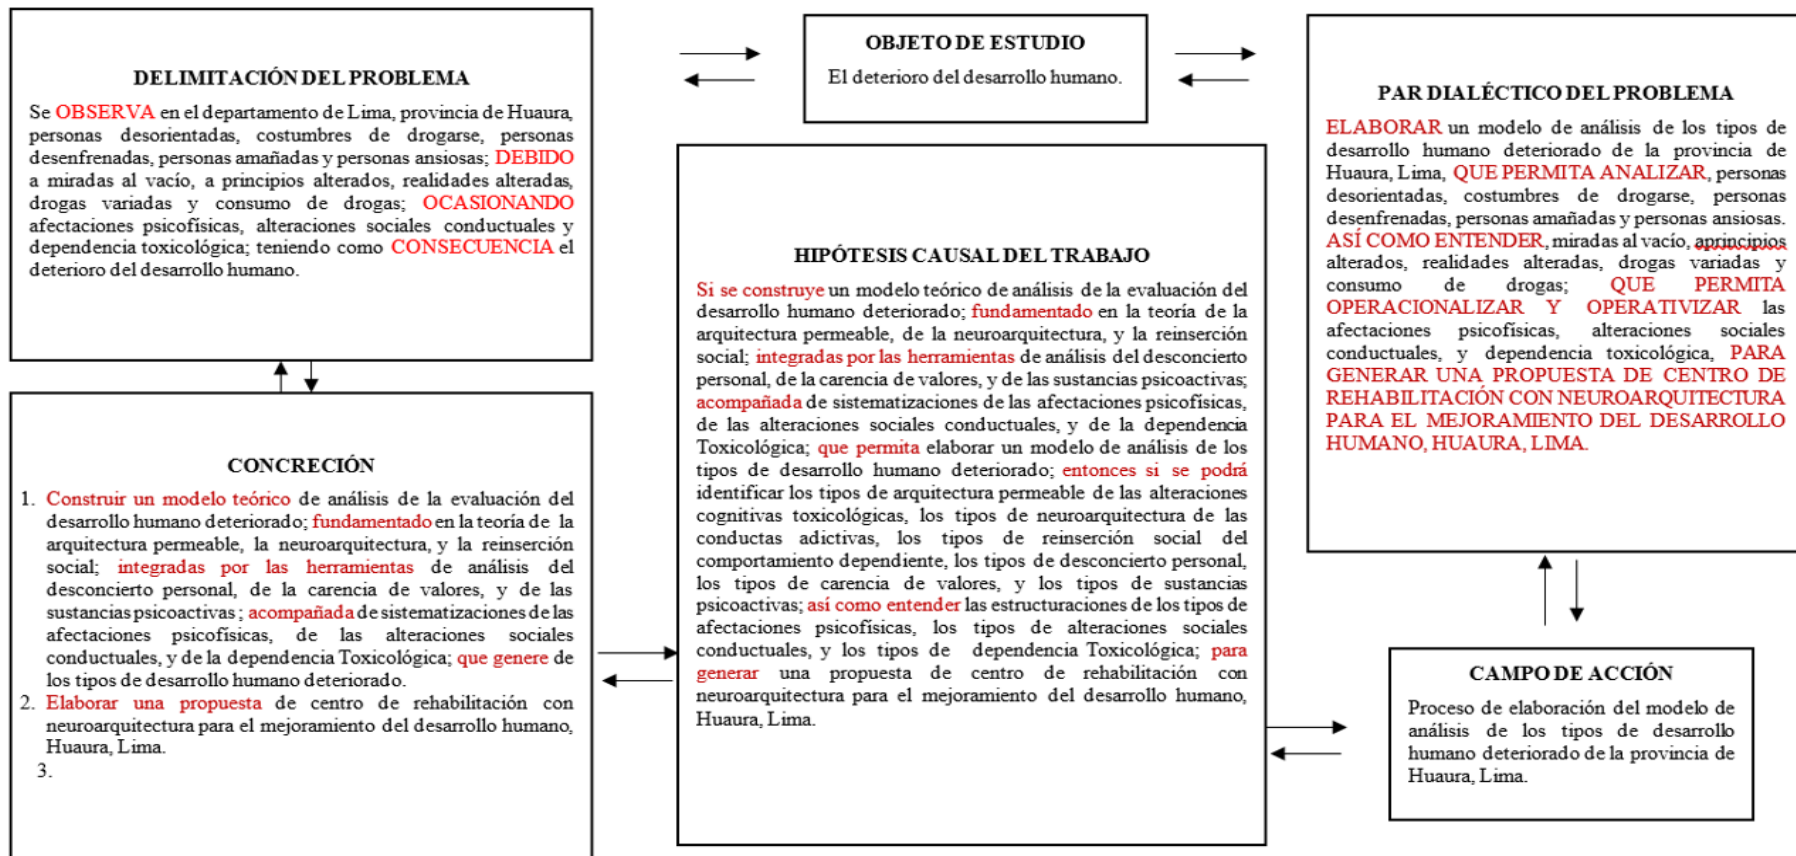 DELIMITACIÓN DEL PROBLEMA
Se OBSERVA en el departamento de Lima, provincia de Huaura,
personas desorientadas, costumbres de drogarse, personas
desenfrenadas, personas amañadas y personas ansiosas; DEBIDO
a miradas al vacío, a principios alterados, realidades alteradas,
drogas variadas y consumo de drogas; OCASIONANDO
afectaciones psicofísicas, alteraciones sociales conductuales y
dependencia toxicológica; teniendo como CONSECUENCIA el
deterioro del desarrollo humano.
OBJETO DE ESTUDIO
El deterioro del desarrollo humano.
PAR DIALÉCTICO DEL PROBLEMA
ELABORAR un modelo de análisis de los tipos de
desarrollo humano deteriorado de la provincia de
Huaura, Lima, QUE PERMITA ANALIZAR, personas
desorientadas, costumbres de drogarse, personas
desenfrenadas, personas amañadas y personas ansiosas.
ASÍ COMO ENTENDER, miradas al vacío, aprincipios
alterados, realidades alteradas, drogas variadas y
consumo de drogas; QUE PERMITA
OPERACIONALIZAR Y OPERATIVIZAR las
afectaciones psicofísicas, alteraciones sociales
conductuales, y dependencia toxicológica, PARA
GENERAR UNA PROPUESTA DE CENTRO DE
REHABILITACIÓN CON NEUROARQUITECTURA
PARA EL MEJORAMIENTO DEL DESARROLLO
HUMANO, HUAURA, LIMA.
HIPÓTESIS CAUSAL DEL TRABAJO
Si se construye un modelo teórico de análisis de la evaluación del
desarrollo humano deteriorado; fundamentado en la teoría de la
arquitectura permeable, de la neuroarquitectura, y la reinserción
social; integradas por las herramientas de análisis del desconcierto
personal, de la carencia de valores, y de las sustancias psicoactivas;
acompañada de sistematizaciones de las afectaciones psicofísicas,
de las alteraciones sociales conductuales, y de la dependencia
Toxicológica; que permita elaborar un modelo de análisis de los
tipos de desarrollo humano deteriorado; entonces si se podrá
identificar los tipos de arquitectura permeable de las alteraciones
cognitivas toxicológicas, los tipos de neuroarquitectura de las
conductas adictivas, los tipos de reinserción social del
comportamiento dependiente, los tipos de desconcierto personal,
los tipos de carencia de valores, y los tipos de sustancias
psicoactivas; así como entender las estructuraciones de los tipos de
afectaciones psicofísicas, los tipos de alteraciones sociales
conductuales, y los tipos de dependencia Toxicológica; para
generar una propuesta de centro de rehabilitación con
neuroarquitectura para el mejoramiento del desarrollo humano,
Huaura, Lima.
CONCRECIÓN
1. Construir un modelo teórico de análisis de la evaluación del
desarrollo humano deteriorado; fundamentado en la teoría de la
arquitectura permeable, la neuroarquitectura, y la reinserción
social; integradas por las herramientas de análisis del
desconcierto personal, de la carencia de valores, y de las
sustancias psicoactivas ; acompañada de sistematizaciones de las
afectaciones psicofísicas, de las alteraciones sociales
conductuales, y de la dependencia Toxicológica; que genere de
los tipos de desarrollo humano deteriorado.
2. Elaborar una propuesta de centro de rehabilitación con
neuroarquitectura para el mejoramiento del desarrollo humano,
Huaura, Lima.
3.
CAMPO DE ACCIÓN
Proceso de elaboración del modelo de
análisis de los tipos de desarrollo
humano deteriorado de la provincia de
Huaura, Lima.